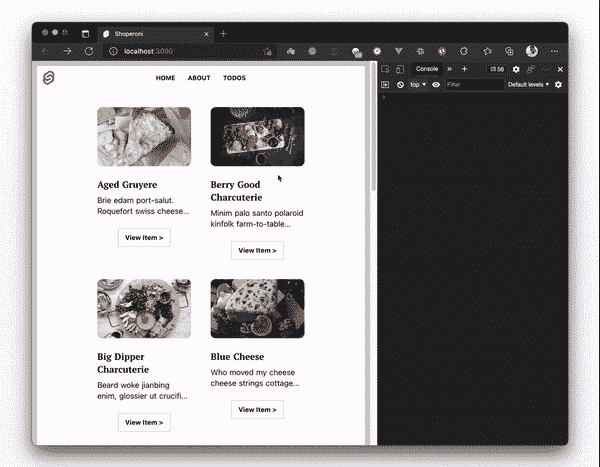 Shoperoni
localhost:3000
HOME ABOUT TODOS
Console
56
top
Filter
Default levels
Aged Gruyere
Brie edam port-salut.
Roquefort swiss cheese...
View Item >
Berry Good
Charcuterie
Minim palo santo polaroid
kinfolk farm-to-table...
View Item >
Big Dipper
Charcuterie
Beard woke jianbing
enim, glossier ut crucifi...
View Item >
Blue Cheese
Who moved my cheese
cheese strings cottage...
View Item >